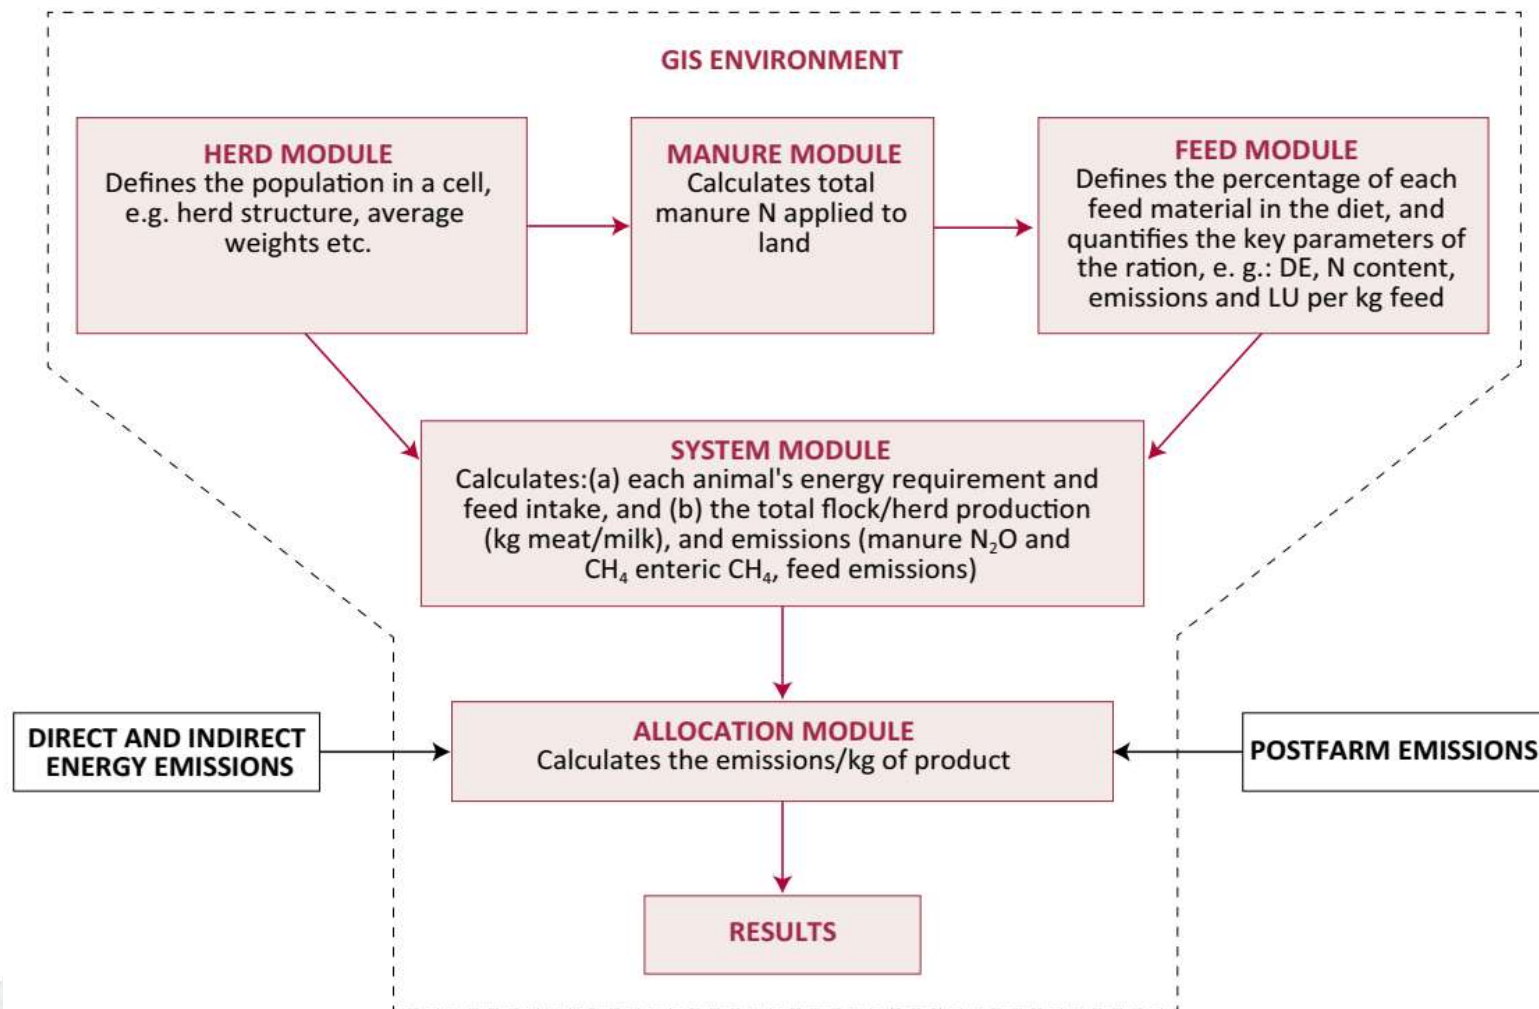 GIS ENVIRONMENT
HERD MODULE
Defines the population in a cell,
e.g. herd structure, average
weights etc.
MANURE MODULE
Calculates total
manure N applied to
land
FEED MODULE
Defines the percentage of each
feed material in the diet, and
quantifies the key parameters of
the ration, e. g.: DE, N content,
emissions and LU per kg feed
SYSTEM MODULE
Calculates:(a) each animal's energy requirement and
feed intake, and (b) the total flock/herd production
(kg meat/milk), and emissions (manure N₂O and
CH₄ enteric CH₄, feed emissions)
DIRECT AND INDIRECT
ENERGY EMISSIONS
ALLOCATION MODULE
Calculates the emissions/kg of product
POSTFARM EMISSIONS
RESULTS